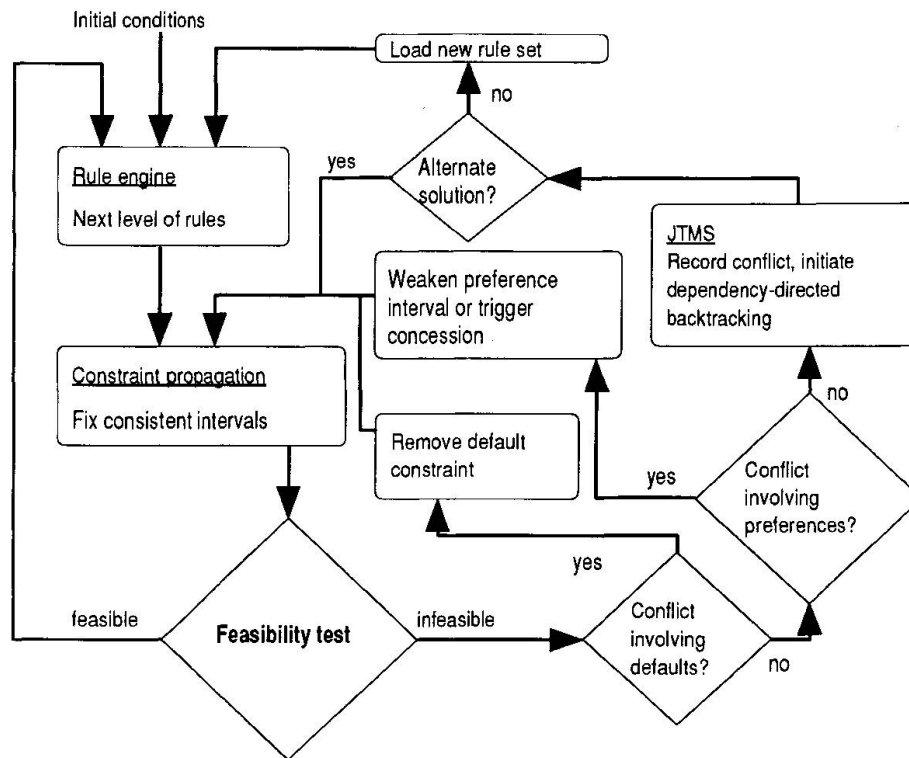 Initial conditions
Load new rule set
no
yes
Alternate
solution?
Rule engine
Next level of rules
JTMS
Record conflict, initiate
dependency-directed
backtracking
Weaken preference
interval or trigger
concession
Constraint propagation
Fix consistent intervals
no
Remove default
constraint
yes
Conflict
involving
preferences?
yes
feasible
Feasibility test
infeasible
Conflict
involving
defaults?
no